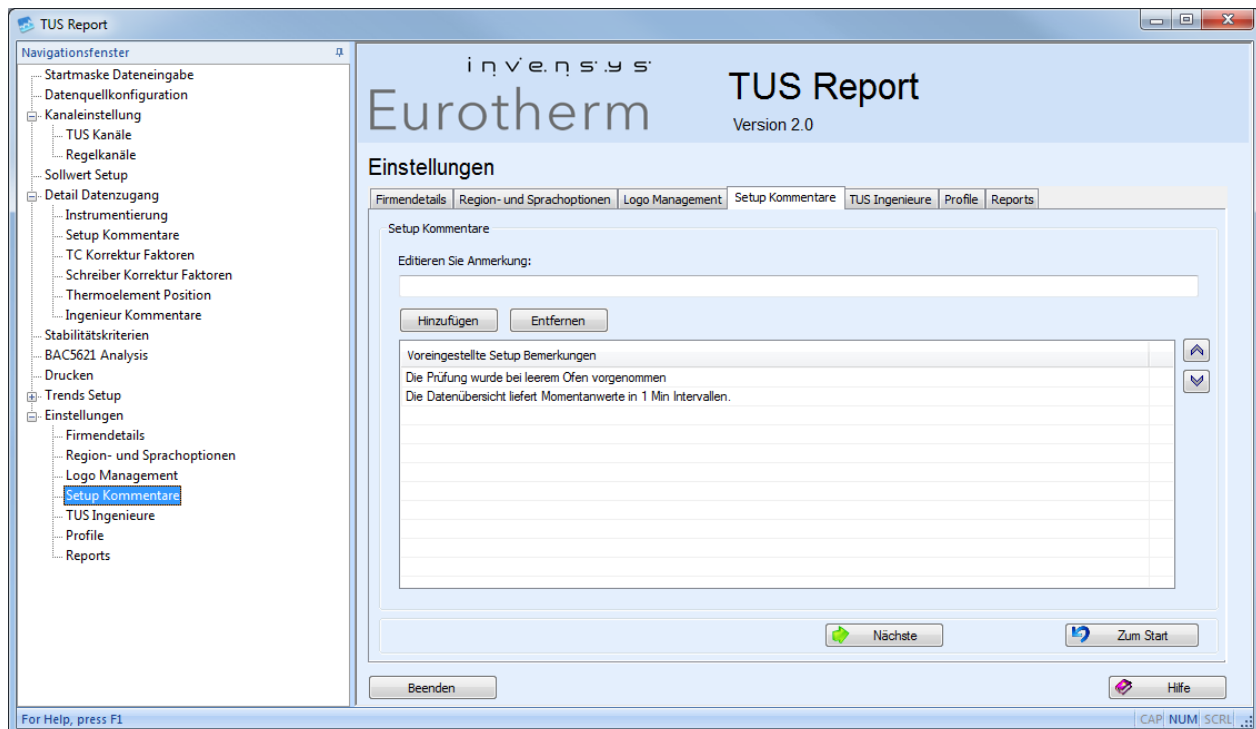 TUS Report
Navigationsfenster
Startmaske Dateneingabe
Datenquellkonfiguration
Kanaleinstellung
TUS Kanäle
Regelkanäle
Sollwert Setup
Detail Datenzugang
Instrumentierung
Setup Kommentare
TC Korrektur Faktoren
Schreiber Korrektur Faktoren
Thermoelement Position
Ingenieur Kommentare
Stabilitätskriterien
BAC5621 Analysis
Drucken
Trends Setup
Einstellungen
Firmendetails
Region- und Sprachoptionen
Logo Management
Setup Kommentare
TUS Ingenieure
Profile
Reports
invensys
Eurotherm
TUS Report
Version 2.0
Einstellungen
Firmendetails Region- und Sprachoptionen Logo Management Setup Kommentare TUS Ingenieure Profile Reports
Setup Kommentare
Editieren Sie Anmerkung:
Hinzufügen Entfernen
Voreingestellte Setup Bemerkungen
Die Prüfung wurde bei leerem Ofen vorgenommen
Die Datenübersicht liefert Momentanwerte in 1 Min Intervallen.
Nächste Zum Start
Beenden Hilfe
For Help, press F1 CAP NUM SCRL